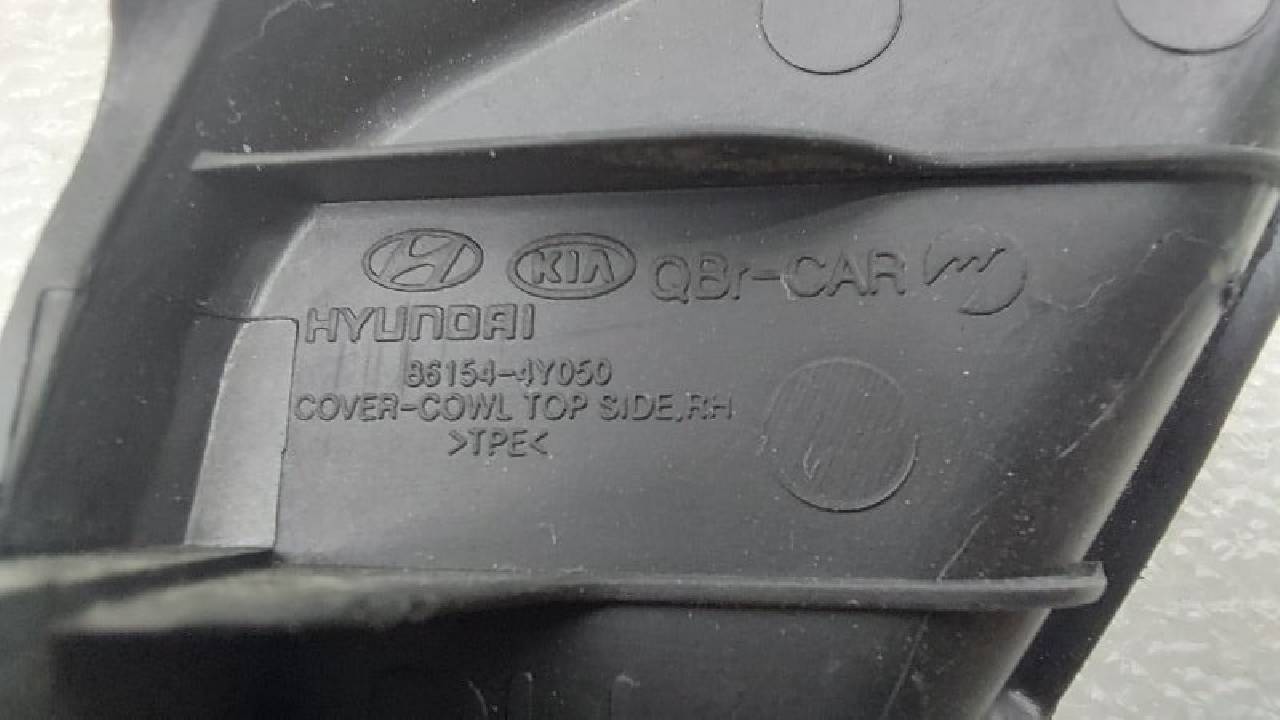 KIA QBr-CAR
HYUNDAI
86154-4Y050
COVER-COWL TOP SIDE,RH
>TPE<